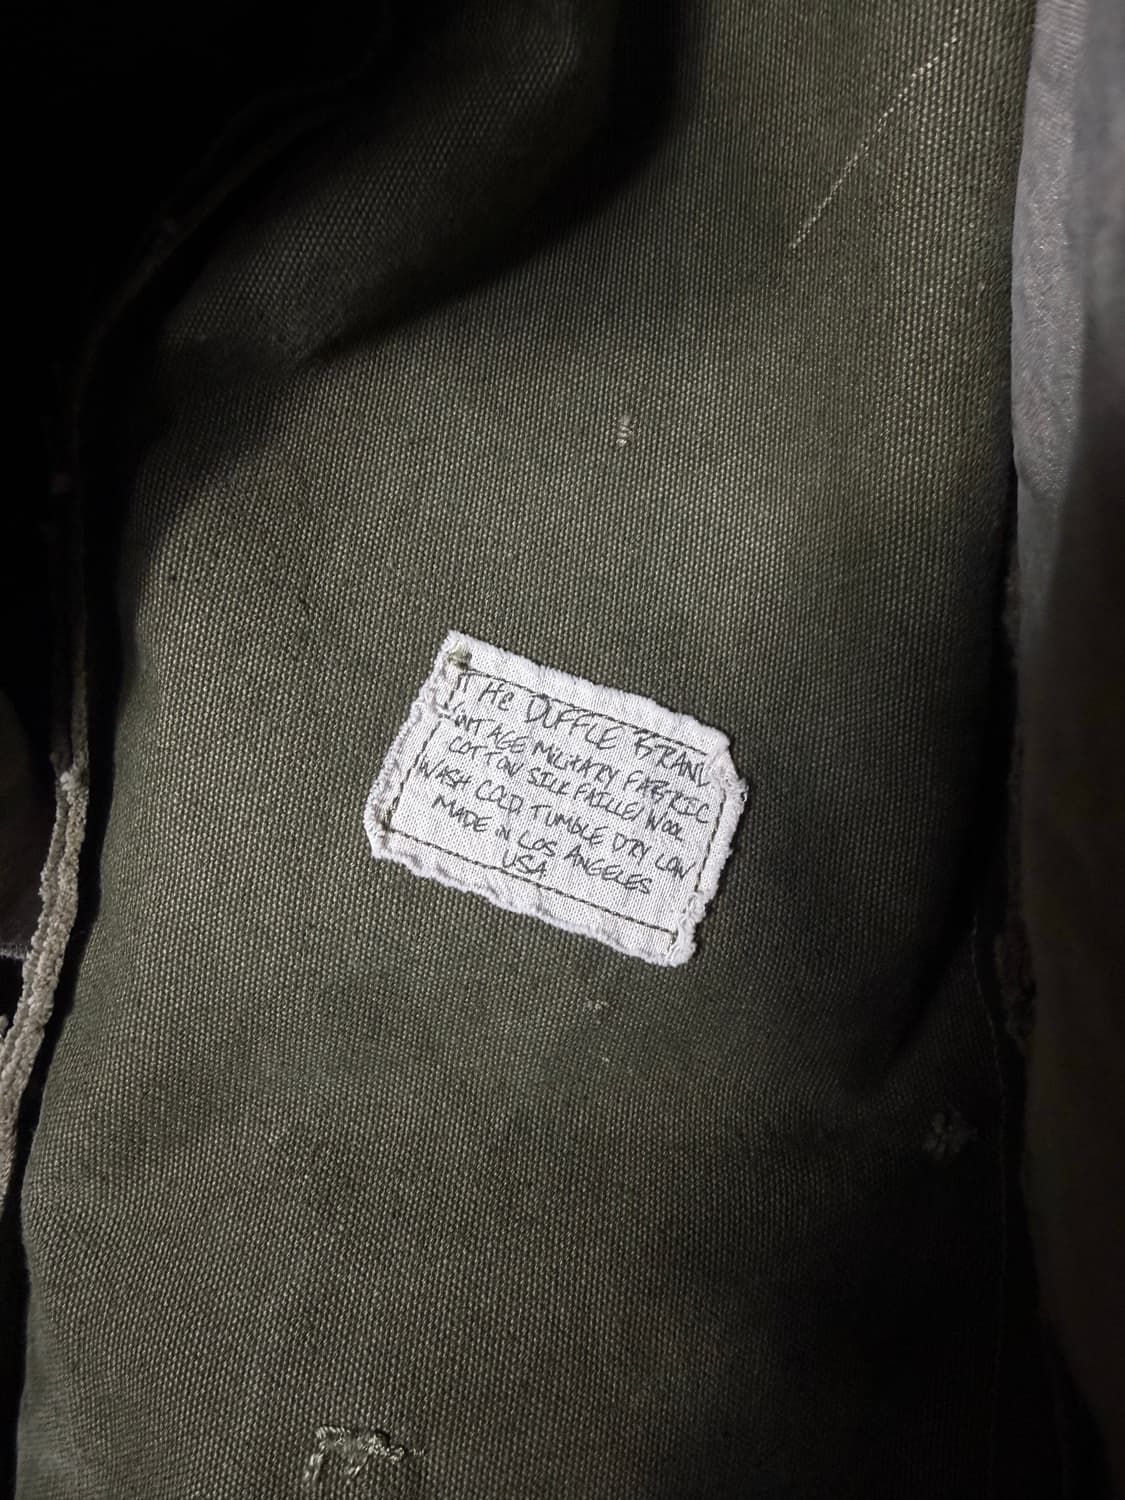 THe DUFFLE BRAND
VINTAGE MILITARY FABRIC
COTTON SILK FAILLE/WOOL
WASH COLD TUMBLE DRY LOW
MADE IN LOS ANGELES
USA